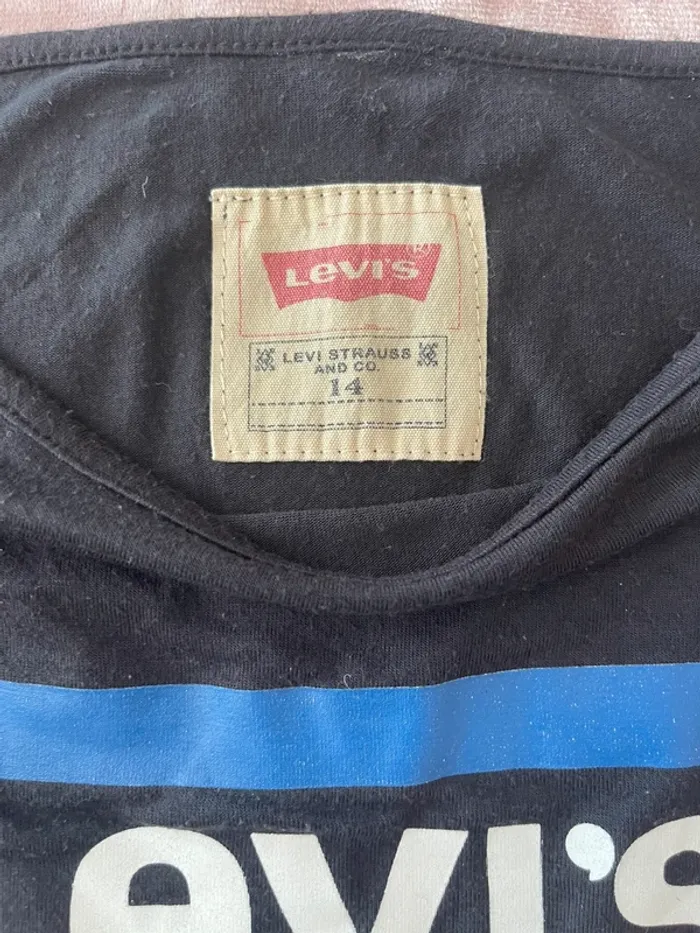 Levi's
(R)
LEVI STRAUSS
AND CO.
14
evi's